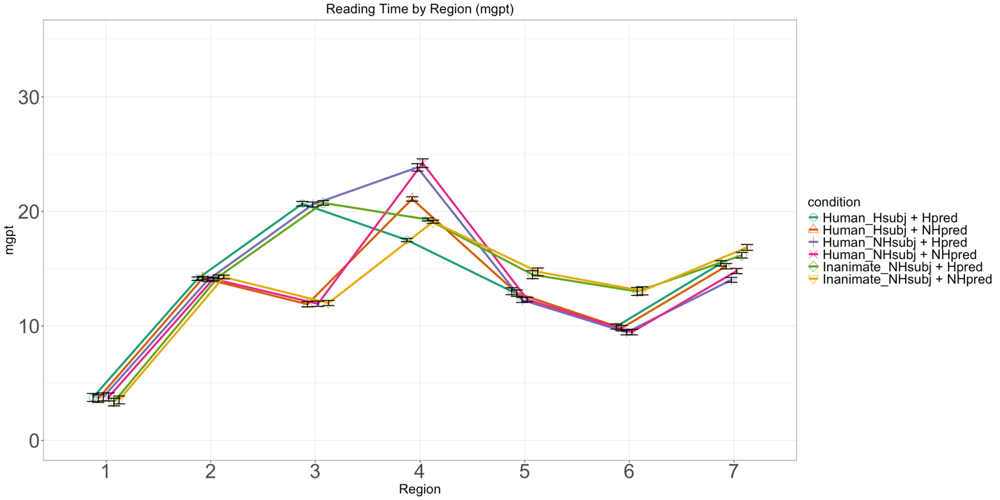 Reading Time by Region (mgpt)
30
20
10
0
mgpt
1 2 3 4 5 6 7
Region
condition
Human_Hsubj + Hpred
Human_Hsubj + NHpred
Human_NHsubj + Hpred
Human_NHsubj + NHpred
Inanimate_NHsubj + Hpred
Inanimate_NHsubj + NHpred